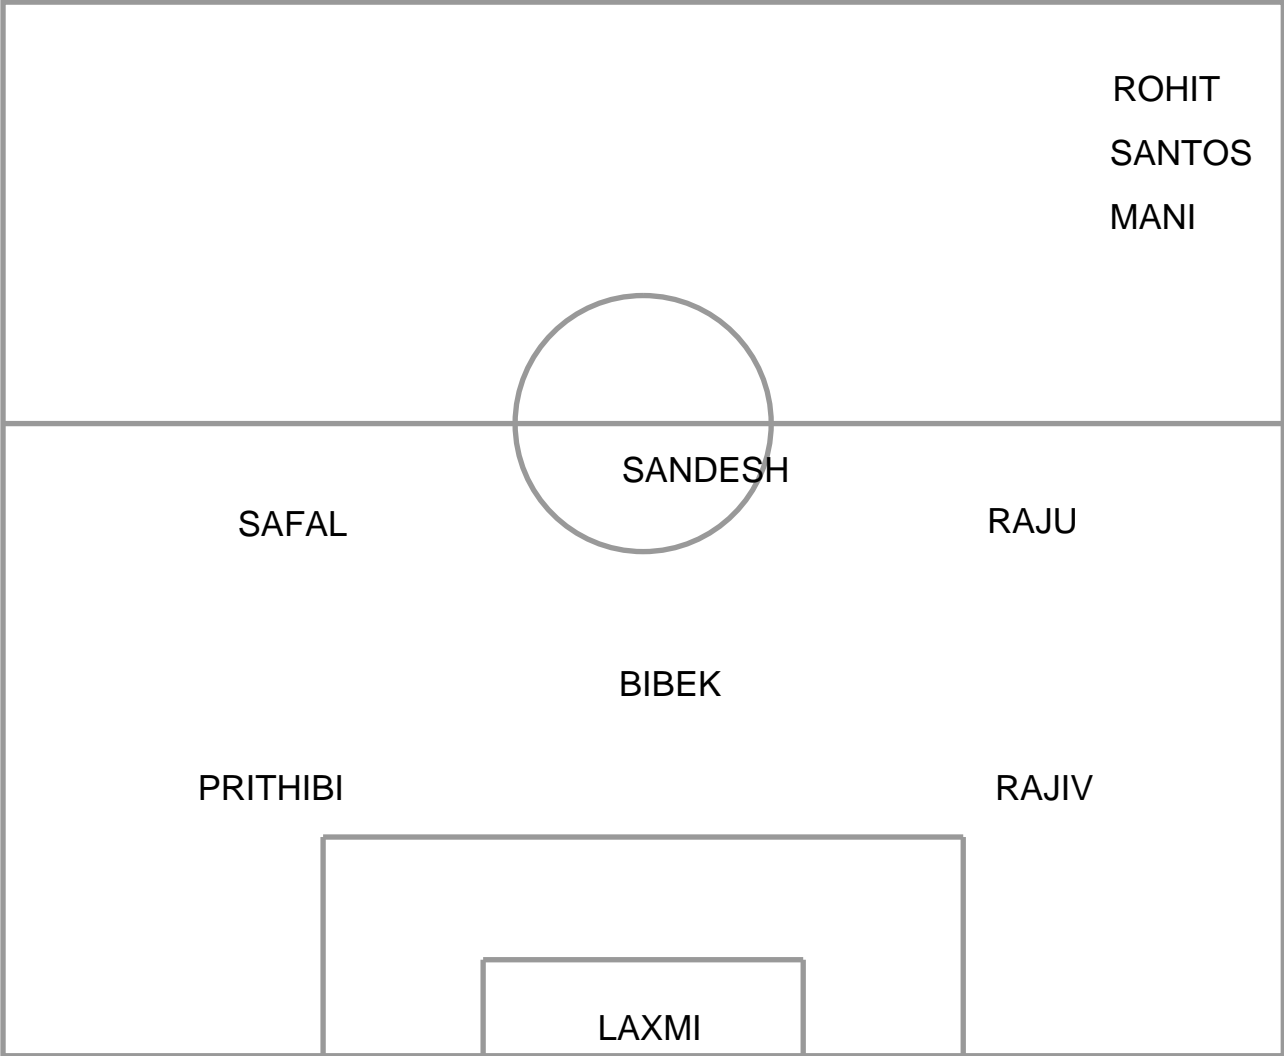 ROHIT
SANTOS
MANI
SANDESH
SAFAL
RAJU
BIBEK
PRITHIBI
RAJIV
LAXMI